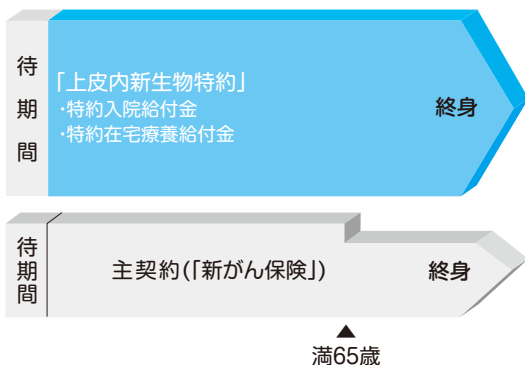 待期間
「上皮内新生物特約」
・特約入院給付金
・特約在宅療養給付金
終身
待期間
主契約(「新がん保険」)
終身
満65歳